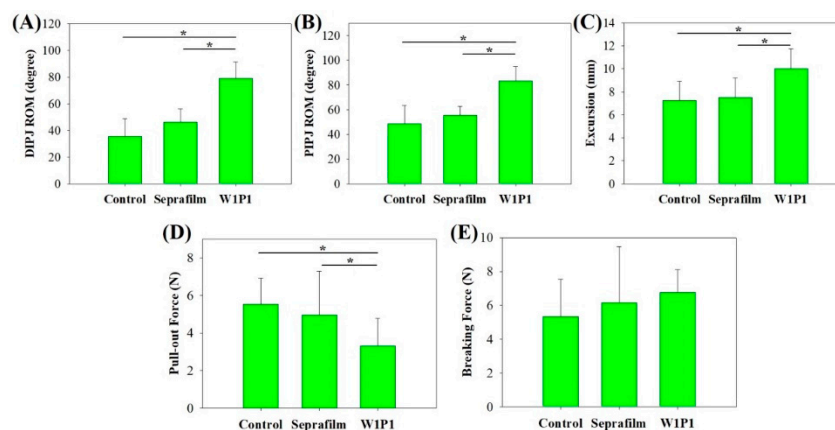 (A)
120
100
80
60
40
20
0
DIPJ ROM (degree)
*
*
Control Seprafilm W1P1
(B)
120
100
80
60
40
20
0
PIPJ ROM (degree)
*
*
Control Seprafilm W1P1
(C)
14
12
10
8
6
4
2
0
Excursion (mm)
*
*
Control Seprafilm W1P1
(D)
8
6
4
2
0
Pull-out Force (N)
*
*
Control Seprafilm W1P1
(E)
10
8
6
4
2
0
Breaking Force (N)
Control Seprafilm W1P1